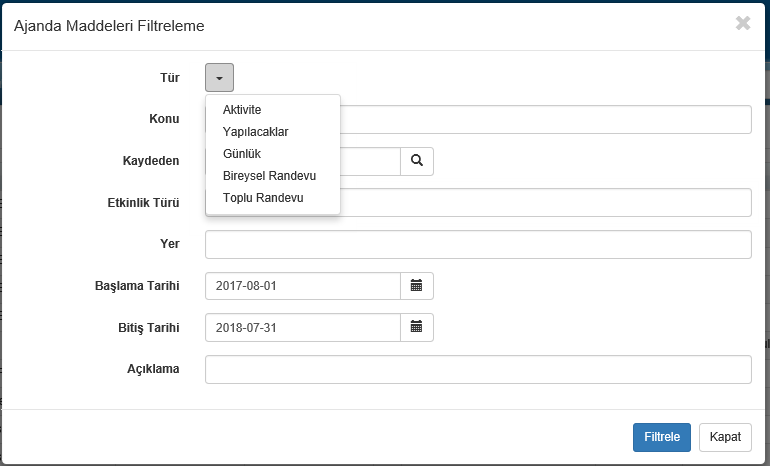 Ajanda Maddeleri Filtreleme
Tür
Aktivite
Yapılacaklar
Günlük
Bireysel Randevu
Toplu Randevu
Konu
Kaydeden
Etkinlik Türü
Yer
Başlama Tarihi 2017-08-01
Bitiş Tarihi 2018-07-31
Açıklama
Filtrele Kapat